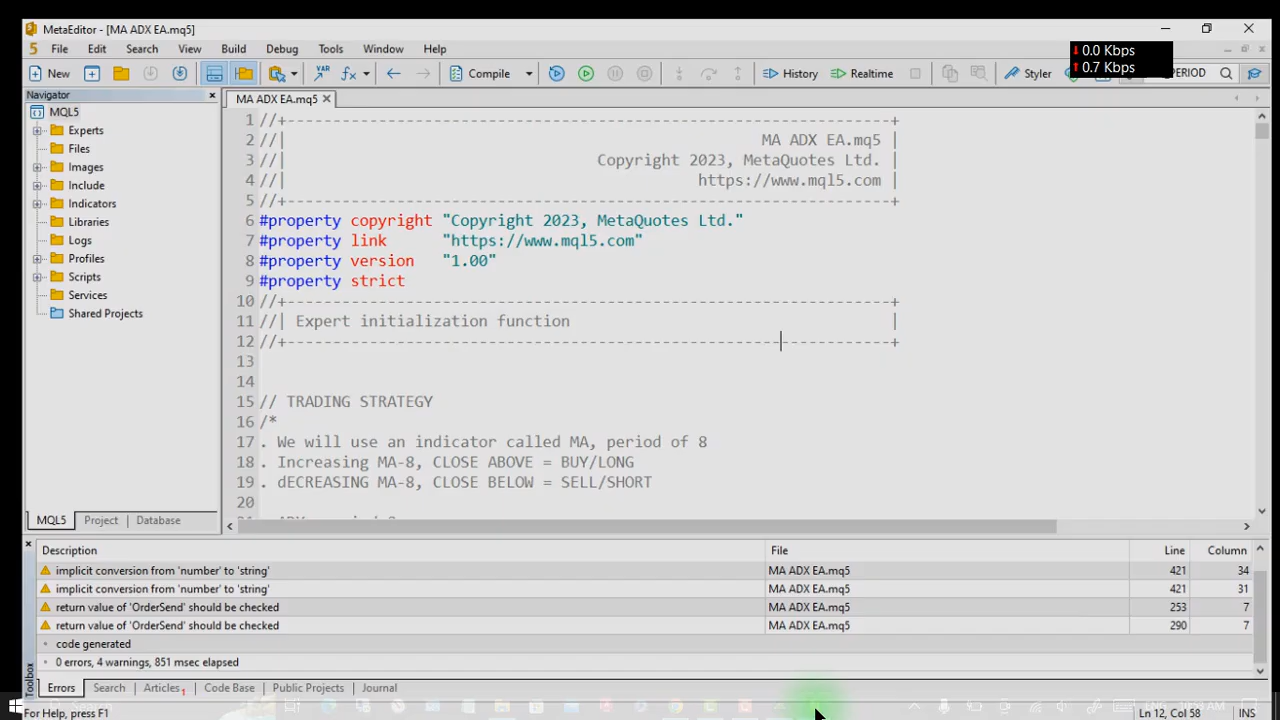 MetaEditor - [MA ADX EA.mq5]
File Edit Search View Build Debug Tools Window Help
0.0 Kbps
0.7 Kbps
New VAR fx Compile History Realtime Styler PERIOD
Navigator
MQL5
Experts
Files
Images
Include
Indicators
Libraries
Logs
Profiles
Scripts
Services
Shared Projects
MQL5 Project Database
MA ADX EA.mq5
1 //+------------------------------------------------------------------+
2 //| MA ADX EA.mq5 |
3 //| Copyright 2023, MetaQuotes Ltd. |
4 //| https://www.mql5.com |
5 //+------------------------------------------------------------------+
6 #property copyright "Copyright 2023, MetaQuotes Ltd."
7 #property link "https://www.mql5.com"
8 #property version "1.00"
9 #property strict
10 //+------------------------------------------------------------------+
11 //| Expert initialization function |
12 //+------------------------------------------------------------------+
13
14
15 // TRADING STRATEGY
16 /*
17 . We will use an indicator called MA, period of 8
18 . Increasing MA-8, CLOSE ABOVE = BUY/LONG
19 . dECREASING MA-8, CLOSE BELOW = SELL/SHORT
20
Description File Line Column
implicit conversion from 'number' to 'string' MA ADX EA.mq5 421 34
implicit conversion from 'number' to 'string' MA ADX EA.mq5 421 31
return value of 'OrderSend' should be checked MA ADX EA.mq5 253 7
return value of 'OrderSend' should be checked MA ADX EA.mq5 290 7
code generated
0 errors, 4 warnings, 851 msec elapsed
Toolbox
Errors Search Articles 1 Code Base Public Projects Journal
For Help, press F1
Ln 12, Col 58 INS